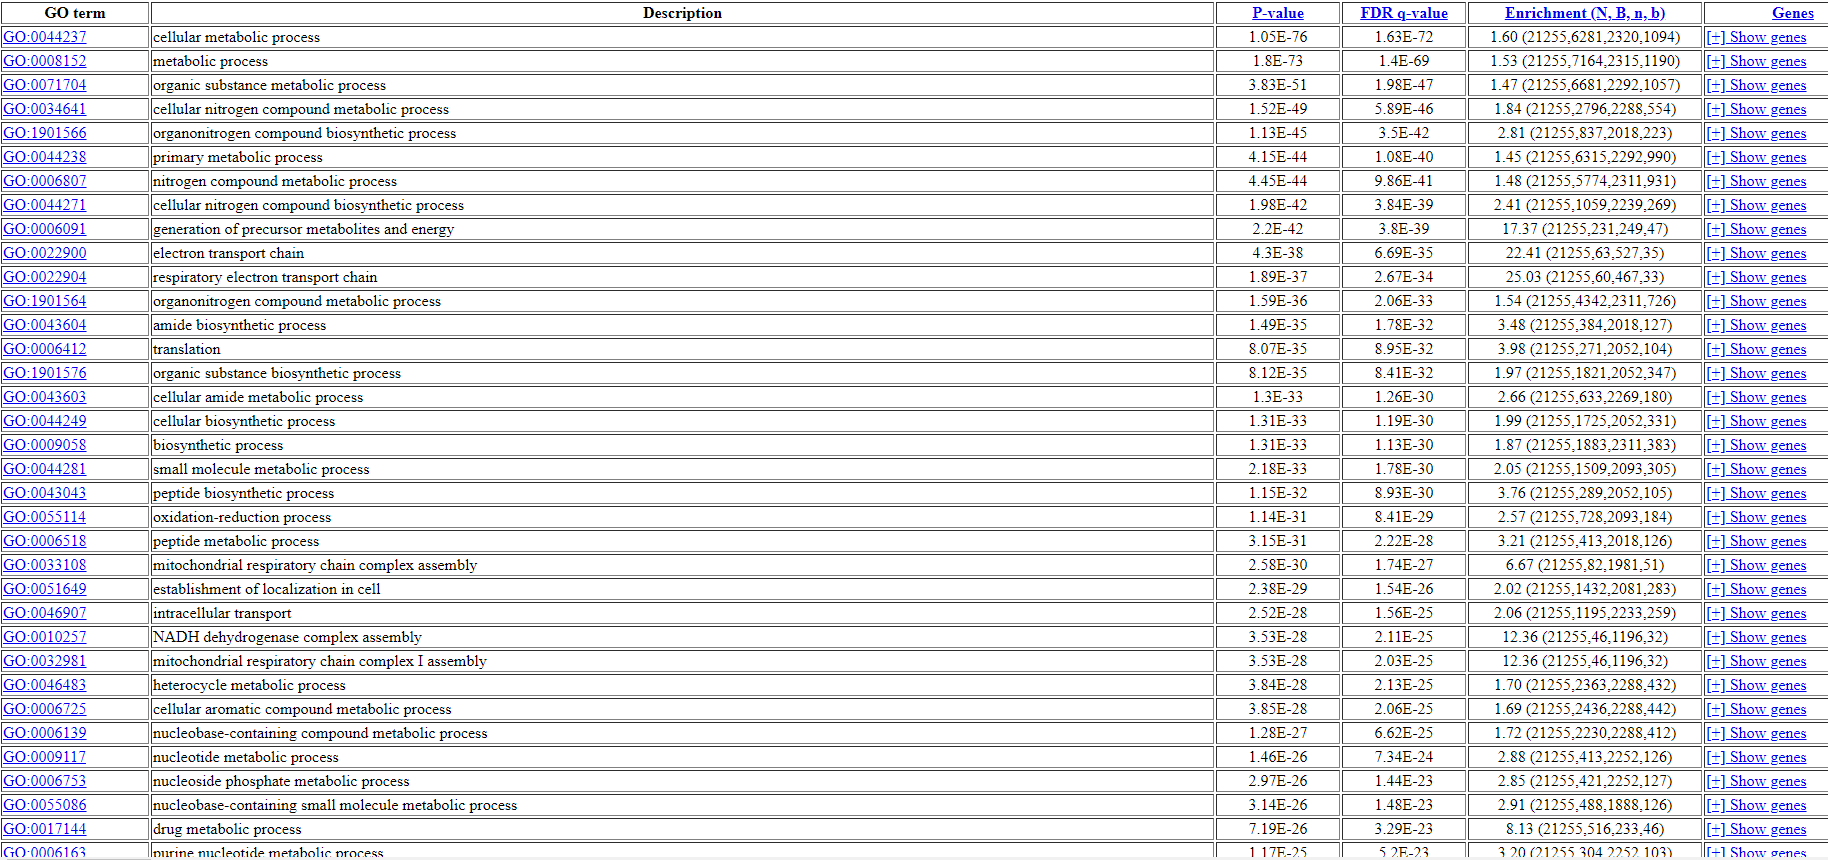 GO term Description P-value FDR q-value Enrichment (N, B, n, b) Genes
GO:0044237 cellular metabolic process 1.05E-76 1.63E-72 1.60 (21255,6281,2320,1094) [+] Show genes
GO:0008152 metabolic process 1.8E-73 1.4E-69 1.53 (21255,7164,2315,1190) [+] Show genes
GO:0071704 organic substance metabolic process 3.83E-51 1.98E-47 1.47 (21255,6681,2292,1057) [+] Show genes
GO:0034641 cellular nitrogen compound metabolic process 1.52E-49 5.89E-46 1.84 (21255,2796,2288,554) [+] Show genes
GO:1901566 organonitrogen compound biosynthetic process 1.13E-45 3.5E-42 2.81 (21255,837,2018,223) [+] Show genes
GO:0044238 primary metabolic process 4.15E-44 1.08E-40 1.45 (21255,6315,2292,990) [+] Show genes
GO:0006807 nitrogen compound metabolic process 4.45E-44 9.86E-41 1.48 (21255,5774,2311,931) [+] Show genes
GO:0044271 cellular nitrogen compound biosynthetic process 1.98E-42 3.84E-39 2.41 (21255,1059,2239,269) [+] Show genes
GO:0006091 generation of precursor metabolites and energy 2.2E-42 3.8E-39 17.37 (21255,231,249,47) [+] Show genes
GO:0022900 electron transport chain 4.3E-38 6.69E-35 22.41 (21255,63,527,35) [+] Show genes
GO:0022904 respiratory electron transport chain 1.89E-37 2.67E-34 25.03 (21255,60,467,33) [+] Show genes
GO:1901564 organonitrogen compound metabolic process 1.59E-36 2.06E-33 1.54 (21255,4342,2311,726) [+] Show genes
GO:0043604 amide biosynthetic process 1.49E-35 1.78E-32 3.48 (21255,384,2018,127) [+] Show genes
GO:0006412 translation 8.07E-35 8.95E-32 3.98 (21255,271,2052,104) [+] Show genes
GO:1901576 organic substance biosynthetic process 8.12E-35 8.41E-32 1.97 (21255,1821,2052,347) [+] Show genes
GO:0043603 cellular amide metabolic process 1.3E-33 1.26E-30 2.66 (21255,633,2269,180) [+] Show genes
GO:0044249 cellular biosynthetic process 1.31E-33 1.19E-30 1.99 (21255,1725,2052,331) [+] Show genes
GO:0009058 biosynthetic process 1.31E-33 1.13E-30 1.87 (21255,1883,2311,383) [+] Show genes
GO:0044281 small molecule metabolic process 2.18E-33 1.78E-30 2.05 (21255,1509,2093,305) [+] Show genes
GO:0043043 peptide biosynthetic process 1.15E-32 8.93E-30 3.76 (21255,289,2052,105) [+] Show genes
GO:0055114 oxidation-reduction process 1.14E-31 8.41E-29 2.57 (21255,728,2093,184) [+] Show genes
GO:0006518 peptide metabolic process 3.15E-31 2.22E-28 3.21 (21255,413,2018,126) [+] Show genes
GO:0033108 mitochondrial respiratory chain complex assembly 2.58E-30 1.74E-27 6.67 (21255,82,1981,51) [+] Show genes
GO:0051649 establishment of localization in cell 2.38E-29 1.54E-26 2.02 (21255,1432,2081,283) [+] Show genes
GO:0046907 intracellular transport 2.52E-28 1.56E-25 2.06 (21255,1195,2233,259) [+] Show genes
GO:0010257 NADH dehydrogenase complex assembly 3.53E-28 2.11E-25 12.36 (21255,46,1196,32) [+] Show genes
GO:0032981 mitochondrial respiratory chain complex I assembly 3.53E-28 2.03E-25 12.36 (21255,46,1196,32) [+] Show genes
GO:0046483 heterocycle metabolic process 3.84E-28 2.13E-25 1.70 (21255,2363,2288,432) [+] Show genes
GO:0006725 cellular aromatic compound metabolic process 3.85E-28 2.06E-25 1.69 (21255,2436,2288,442) [+] Show genes
GO:0006139 nucleobase-containing compound metabolic process 1.28E-27 6.62E-25 1.72 (21255,2230,2288,412) [+] Show genes
GO:0009117 nucleotide metabolic process 1.46E-26 7.34E-24 2.88 (21255,413,2252,126) [+] Show genes
GO:0006753 nucleoside phosphate metabolic process 2.97E-26 1.44E-23 2.85 (21255,421,2252,127) [+] Show genes
GO:0055086 nucleobase-containing small molecule metabolic process 3.14E-26 1.48E-23 2.91 (21255,488,1888,126) [+] Show genes
GO:0017144 drug metabolic process 7.19E-26 3.29E-23 8.13 (21255,516,233,46) [+] Show genes
GO:0006163 purine nucleotide metabolic process 1.17E-25 5.2E-23 3.20 (21255,304,2252,103) [+] Show genes